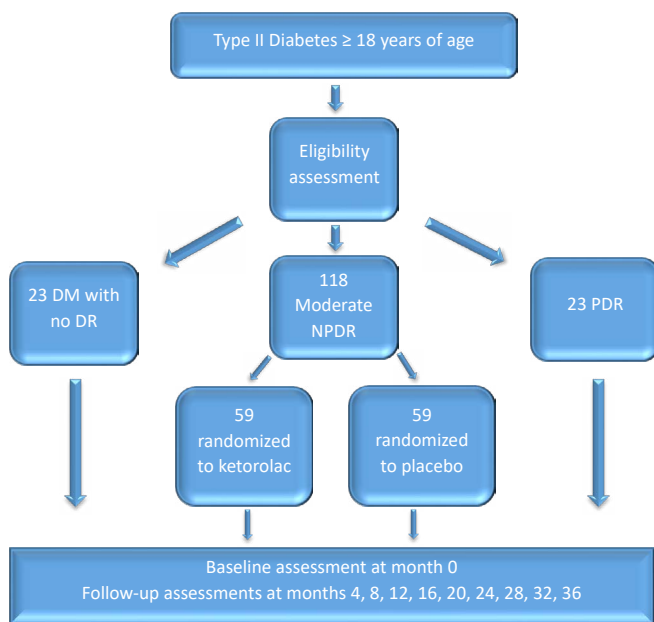 Type II Diabetes ≥ 18 years of age
Eligibility
assessment
23 DM with
no DR
118
Moderate
NPDR
23 PDR
59
randomized
to ketorolac
59
randomized
to placebo
Baseline assessment at month 0
Follow-up assessments at months 4, 8, 12, 16, 20, 24, 28, 32, 36